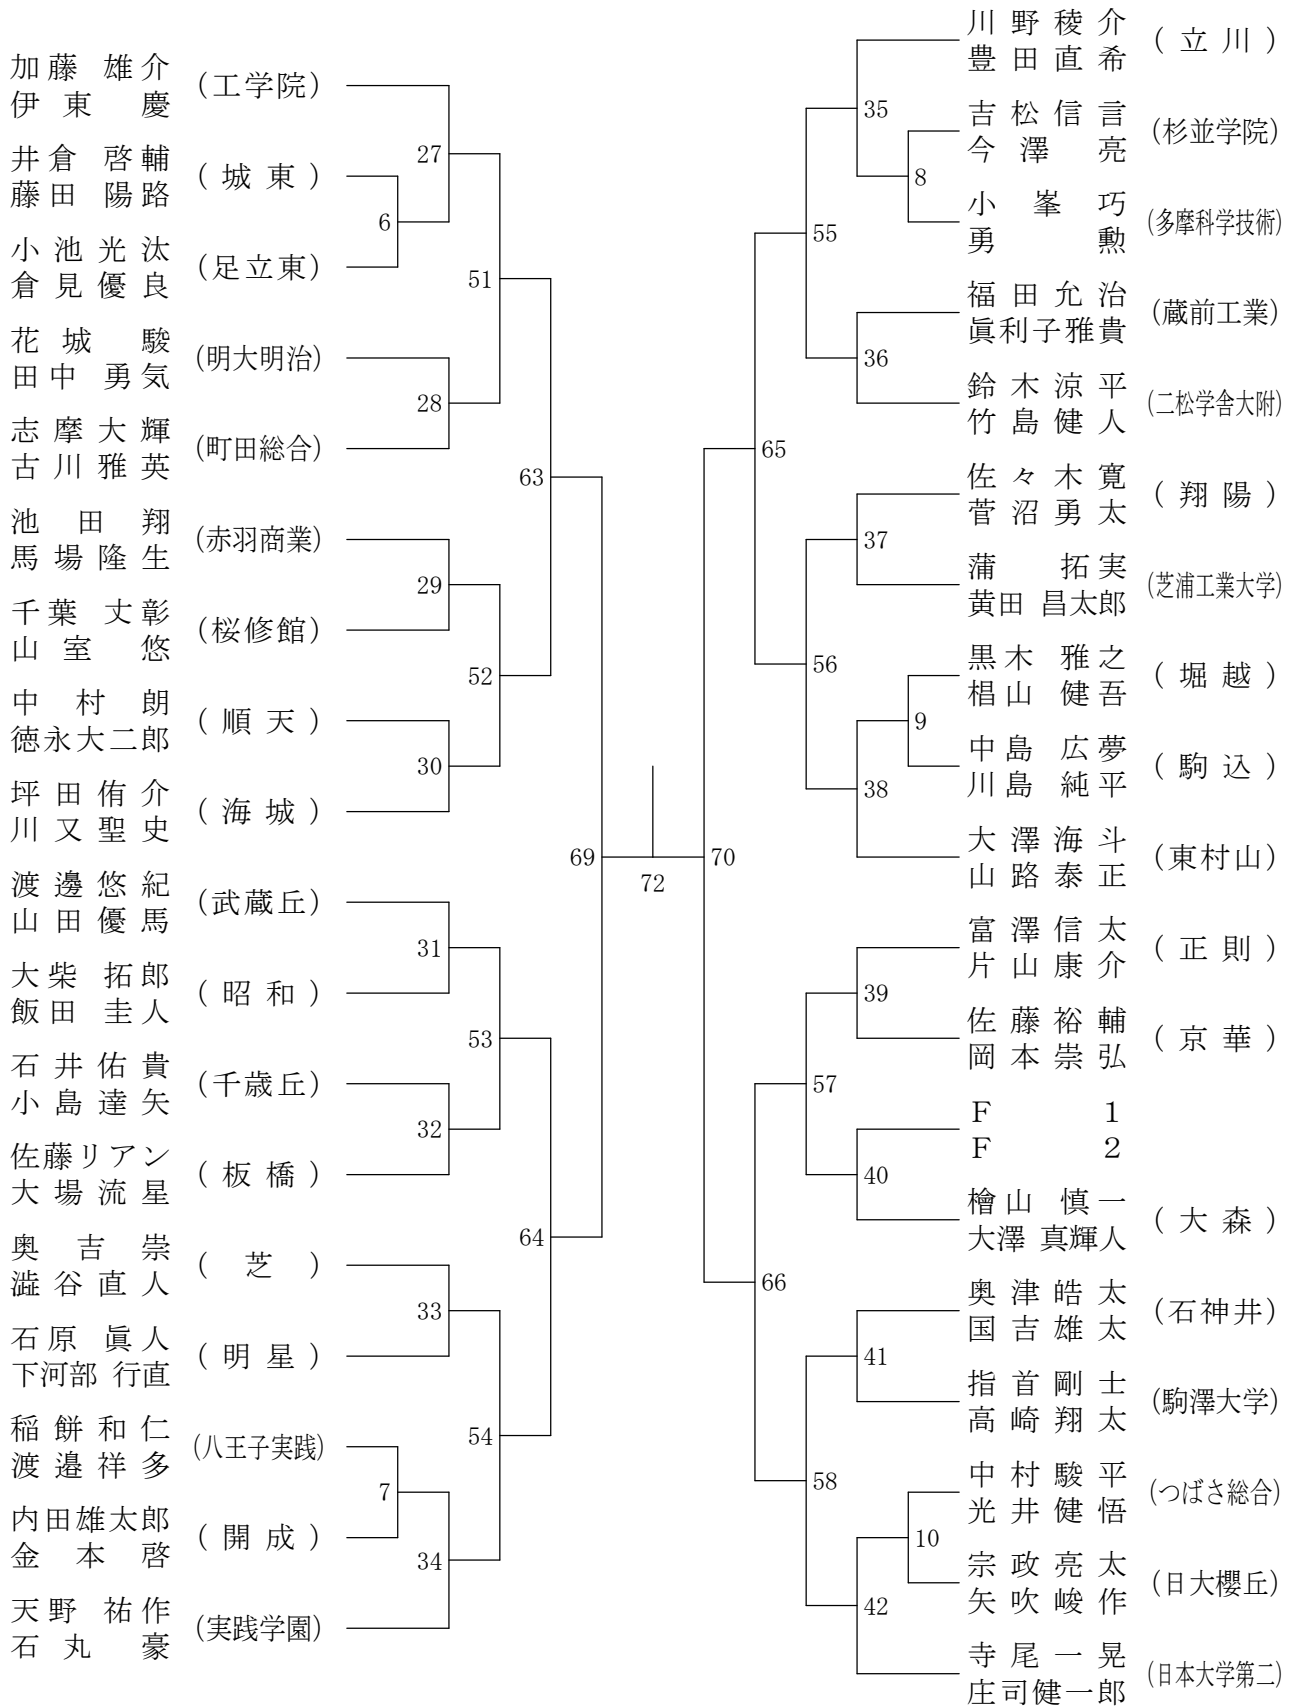 加藤 雄介
伊東 慶
(工学院)
井倉 啓輔
藤田 陽路
(城東)
6
小池光汰
倉見優良
(足立東)
27
花城 駿
田中 勇気
(明大明治)
28
志摩大輝
古川雅英
(町田総合)
51
池田 翔
馬場隆生
(赤羽商業)
29
千葉 丈彰
山室 悠
(桜修館)
中村 朗
徳永大二郎
(順天)
30
坪田侑介
川又聖史
(海城)
52
63
渡邊悠紀
山田優馬
(武蔵丘)
31
大柴 拓郎
飯田 圭人
(昭和)
石井佑貴
小島達矢
(千歳丘)
32
佐藤リアン
大場流星
(板橋)
53
奥吉 崇
澁谷直人
(芝)
33
石原 眞人
下河部 行直
(明星)
稲餅和仁
渡邉祥多
(八王子実践)
7
内田雄太郎
金本 啓
(開成)
34
天野 祐作
石丸 豪
(実践学園)
54
64
69
72
70
川野稜介
豊田直希
(立川)
35
吉松信言
今澤 亮
(杉並学院)
8
小峯 巧
勇 勲
(多摩科学技術)
55
福田允治
眞利子雅貴
(蔵前工業)
36
鈴木涼平
竹島健人
(二松学舎大附)
65
佐々木寛
菅沼勇太
(翔陽)
37
蒲 拓実
黄田 昌太郎
(芝浦工業大学)
56
黒木 雅之
椙山 健吾
(堀越)
9
中島 広夢
川島 純平
(駒込)
38
大澤海斗
山路泰正
(東村山)
富澤信太
片山康介
(正則)
39
佐藤裕輔
岡本崇弘
(京華)
57
F 1
F 2
40
檜山 慎一
大澤 真輝人
(大森)
66
奥津皓太
国吉雄太
(石神井)
41
指首剛士
高崎翔太
(駒澤大学)
58
中村駿平
光井健悟
(つばさ総合)
10
宗政亮太
矢吹峻作
(日大櫻丘)
42
寺尾一晃
庄司健一郎
(日本大学第二)